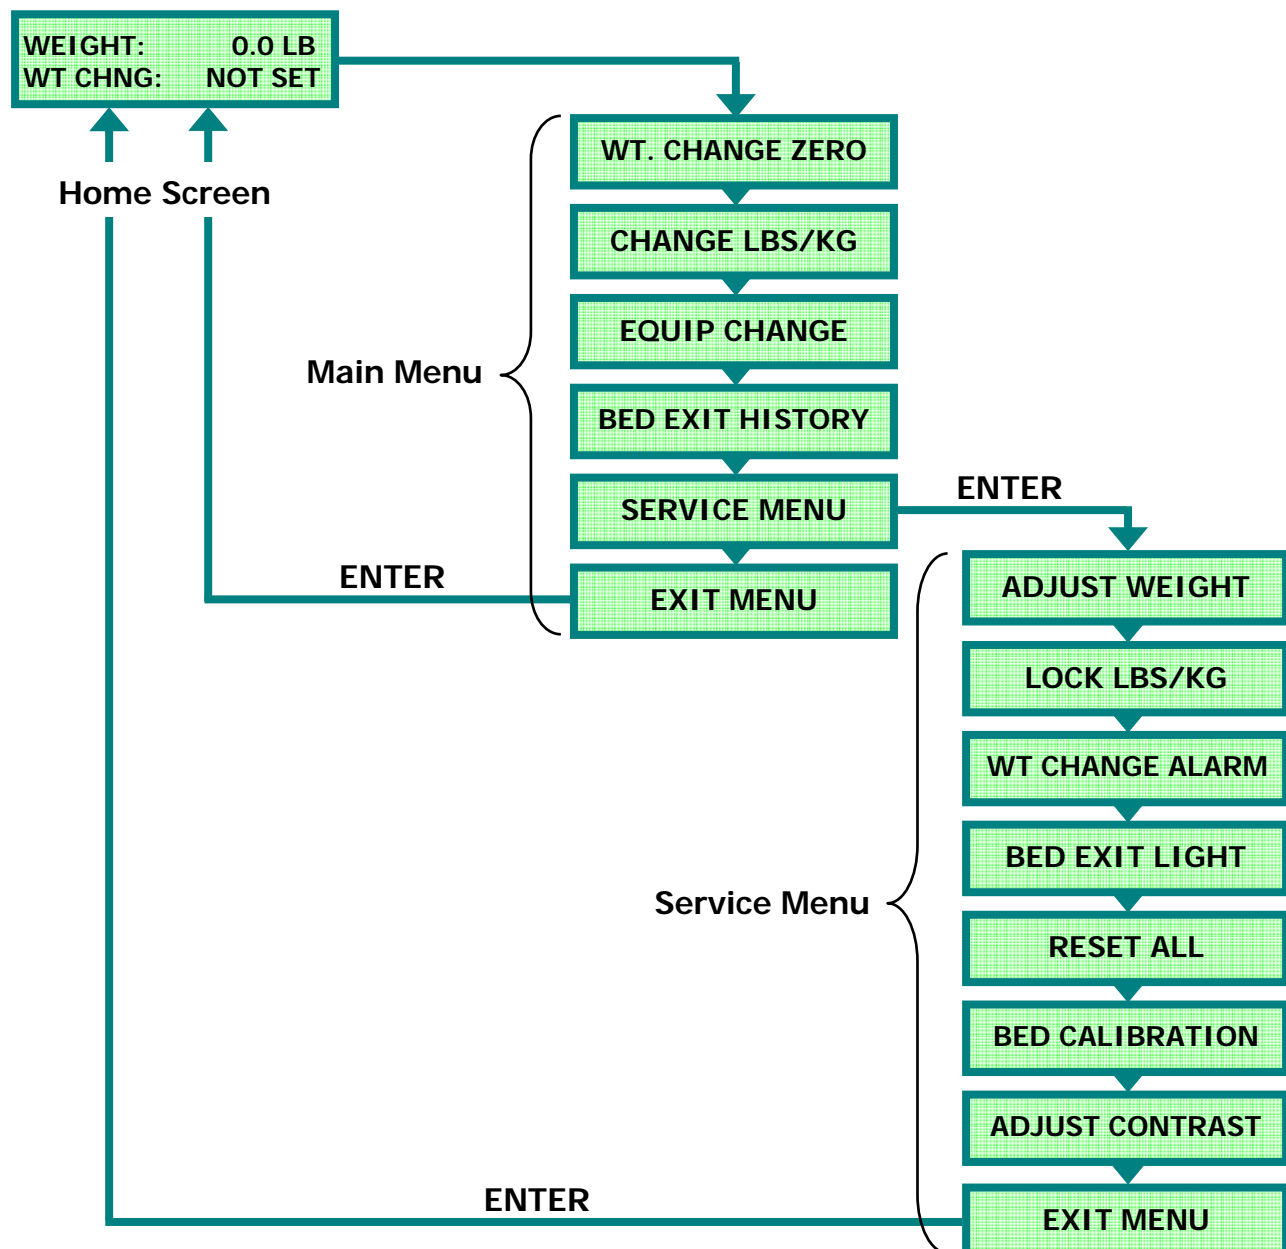 WEIGHT: 0.0 LB
WT CHNG: NOT SET
Home Screen
WT. CHANGE ZERO
CHANGE LBS/KG
EQUIP CHANGE
Main Menu
BED EXIT HISTORY
SERVICE MENU
ENTER
EXIT MENU
ENTER
ADJUST WEIGHT
LOCK LBS/KG
WT CHANGE ALARM
BED EXIT LIGHT
Service Menu
RESET ALL
BED CALIBRATION
ADJUST CONTRAST
EXIT MENU
ENTER